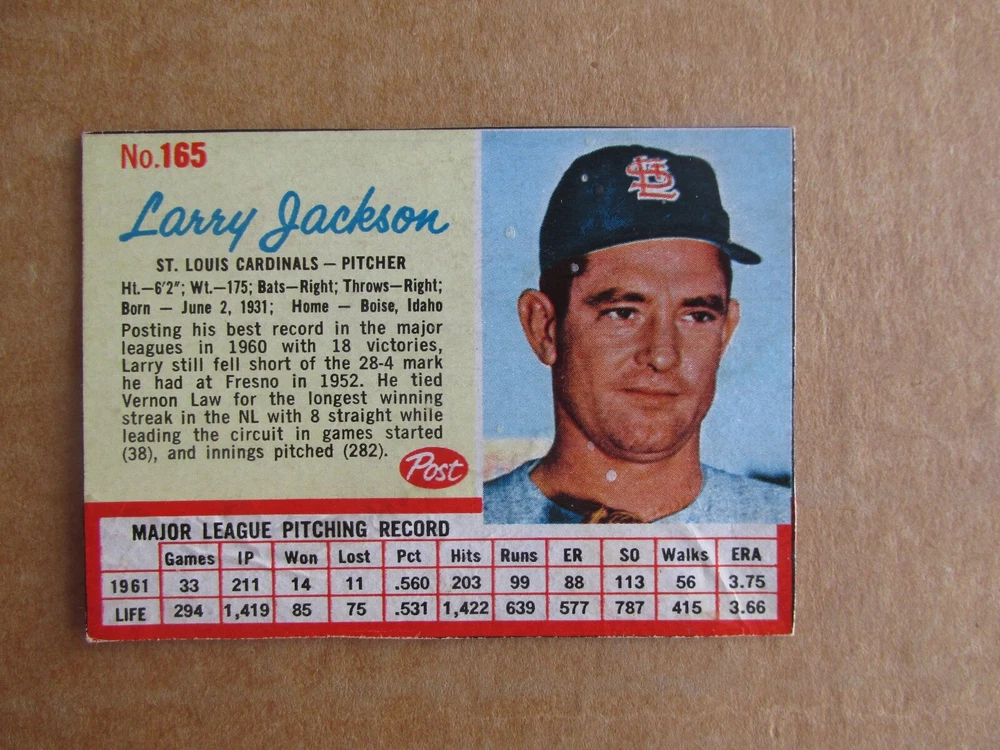 No.165
Larry Jackson
ST. LOUIS CARDINALS — PITCHER
Ht.—6'2"; Wt.—175; Bats—Right; Throws—Right;
Born — June 2, 1931; Home — Boise, Idaho
Posting his best record in the major
leagues in 1960 with 18 victories,
Larry still fell short of the 28-4 mark
he had at Fresno in 1952. He tied
Vernon Law for the longest winning
streak in the NL with 8 straight while
leading the circuit in games started
(38), and innings pitched (282).
Post
STL
MAJOR LEAGUE PITCHING RECORD
Games IP Won Lost Pct Hits Runs ER SO Walks ERA
1961 33 211 14 11 .560 203 99 88 113 56 3.75
LIFE 294 1,419 85 75 .531 1,422 639 577 787 415 3.66